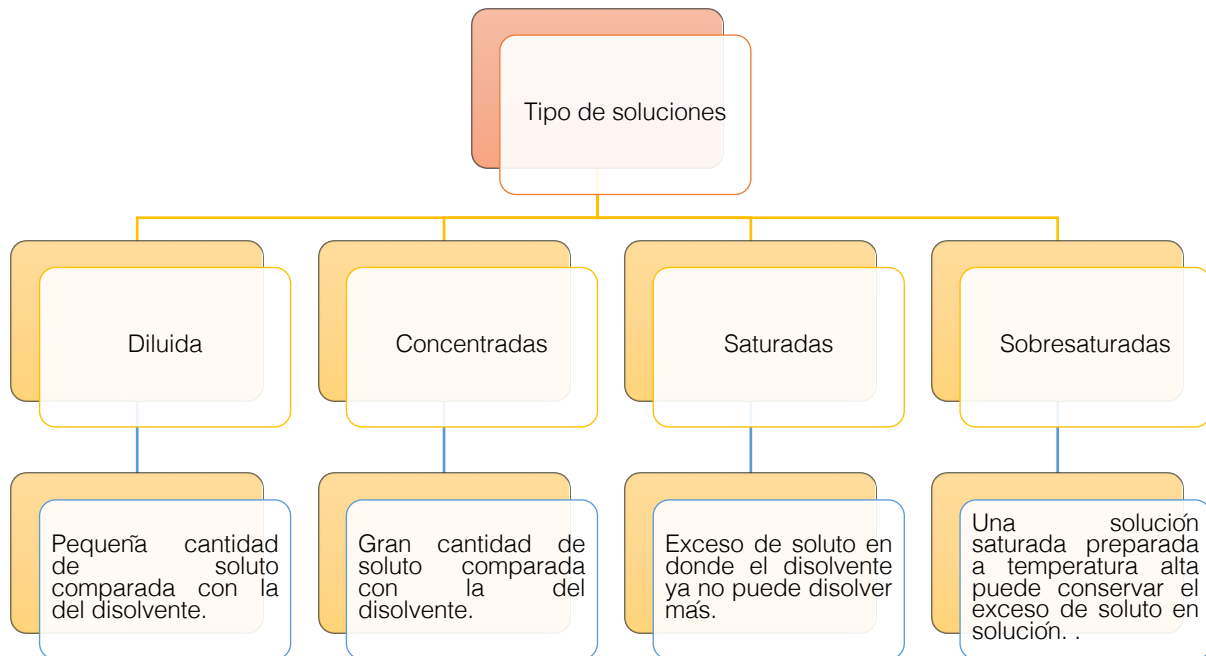 Tipo de soluciones
Diluida
Concentradas
Saturadas
Sobresaturadas
Pequeña cantidad
de soluto
comparada con la
del disolvente.
Gran cantidad de
soluto comparada
con la del
disolvente.
Exceso de soluto en
donde el disolvente
ya no puede disolver
más.
Una solución
saturada preparada
a temperatura alta
puede conservar el
exceso de soluto en
solución. .